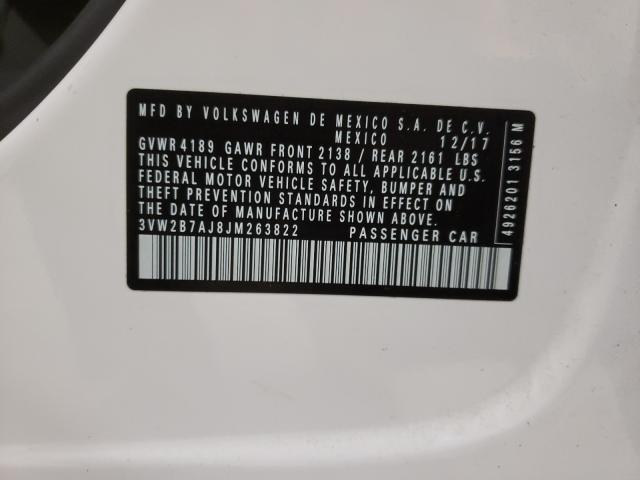 MFD BY VOLKSWAGEN DE MEXICO S.A. DE C.V.
MEXICO 12/17
GVWR 4189 GAWR FRONT 2138 / REAR 2161 LBS
THIS VEHICLE CONFORMS TO ALL APPLICABLE U.S.
FEDERAL MOTOR VEHICLE SAFETY, BUMPER AND
THEFT PREVENTION STANDARDS IN EFFECT ON
THE DATE OF MANUFACTURE SHOWN ABOVE.
3VW2B7AJ8JM263822 PASSENGER CAR
4926201 3156 M